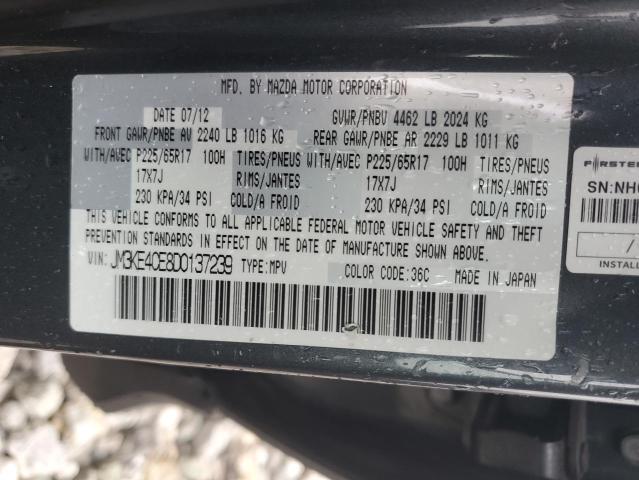 MFD. BY MAZDA MOTOR CORPORATION
DATE 07/12 GVWR/PNBV 4462 LB 2024 KG
FRONT GAWR/PNBE AV 2240 LB 1016 KG REAR GAWR/PNBE AR 2229 LB 1011 KG
WITH/AVEC P225/65R17 100H TIRES/PNEUS WITH/AVEC P225/65R17 100H TIRES/PNEUS
17X7J RIMS/JANTES 17X7J RIMS/JANTES
230 KPA/34 PSI COLD/A FROID 230 KPA/34 PSI COLD/A FROID
THIS VEHICLE CONFORMS TO ALL APPLICABLE FEDERAL MOTOR VEHICLE SAFETY AND THEFT
PREVENTION STANDARDS IN EFFECT ON THE DATE OF MANUFACTURE SHOWN ABOVE.
VIN: JM3KE4CE8D0137239 TYPE:MPV COLOR CODE:36C MADE IN JAPAN
SN:NH
INSTALL